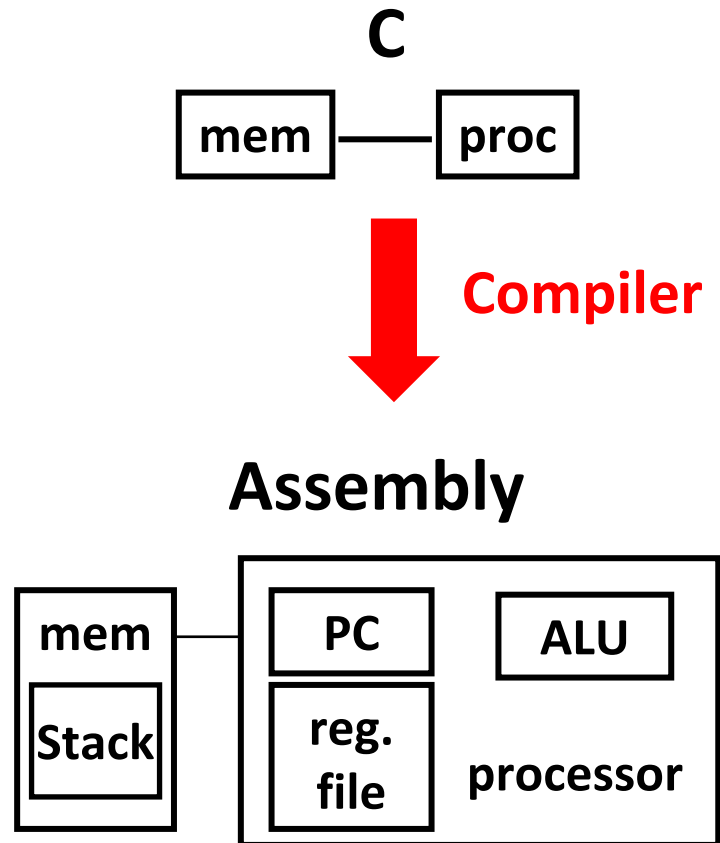 C
mem
proc
Compiler
Assembly
mem
PC
ALU
Stack
reg.
file
processor